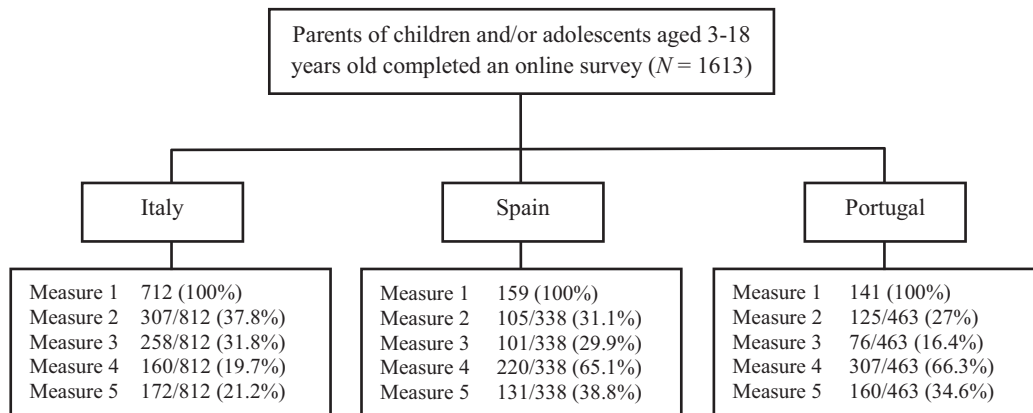 Parents of children and/or adolescents aged 3-18
years old completed an online survey (N = 1613)
Italy
Spain
Portugal
Measure 1 712 (100%)
Measure 2 307/812 (37.8%)
Measure 3 258/812 (31.8%)
Measure 4 160/812 (19.7%)
Measure 5 172/812 (21.2%)
Measure 1 159 (100%)
Measure 2 105/338 (31.1%)
Measure 3 101/338 (29.9%)
Measure 4 220/338 (65.1%)
Measure 5 131/338 (38.8%)
Measure 1 141 (100%)
Measure 2 125/463 (27%)
Measure 3 76/463 (16.4%)
Measure 4 307/463 (66.3%)
Measure 5 160/463 (34.6%)